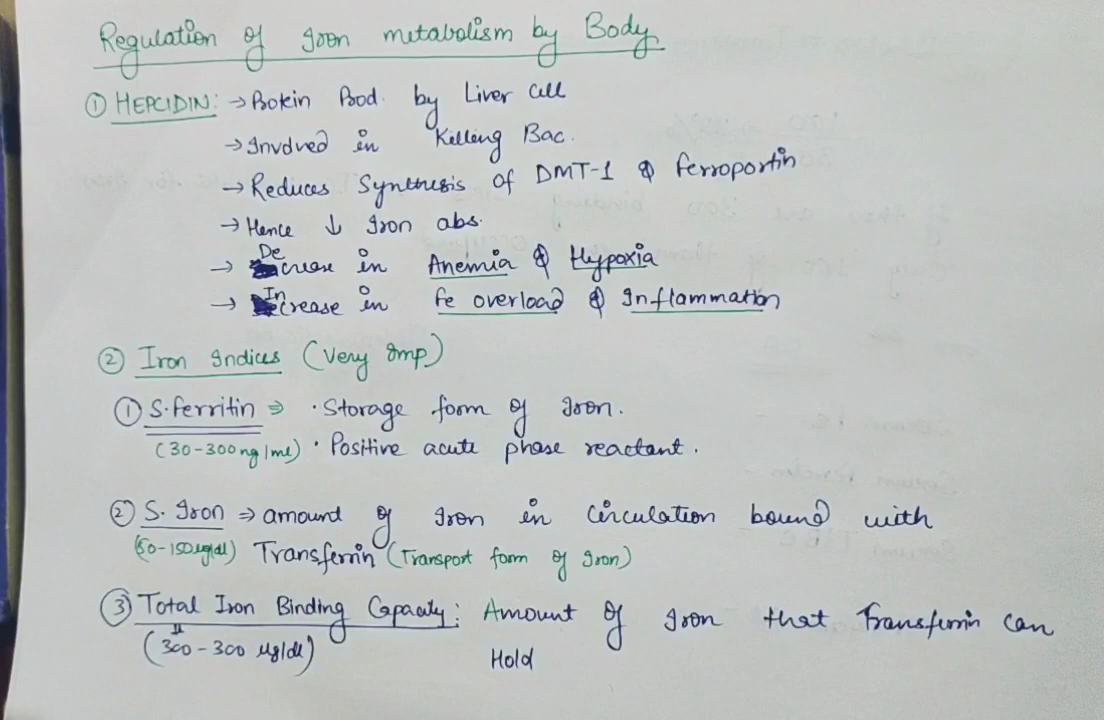 Regulation of Iron metabolism by Body
① HEPCIDIN: → Protein Prod. by Liver cell
→ Involved in Killing Bac.
→ Reduces Synthesis of DMT-1 & ferroportin
→ Hence ↓ Iron abs.
→ Decrease in Anemia & Hypoxia
→ Increase in Fe overload & Inflammation
② Iron Indices (Very Imp)
① S. ferritin ⇒ · Storage form of Iron.
(30-300 ng/ml) · Positive acute phase reactant.
② S. Iron ⇒ amount of Iron in Circulation bound with
(50-150 µg/dl) Transferrin (Transport form of Iron)
③ Total Iron Binding Capacity: Amount of Iron that Transferrin can
(300-300 µg/dl) Hold